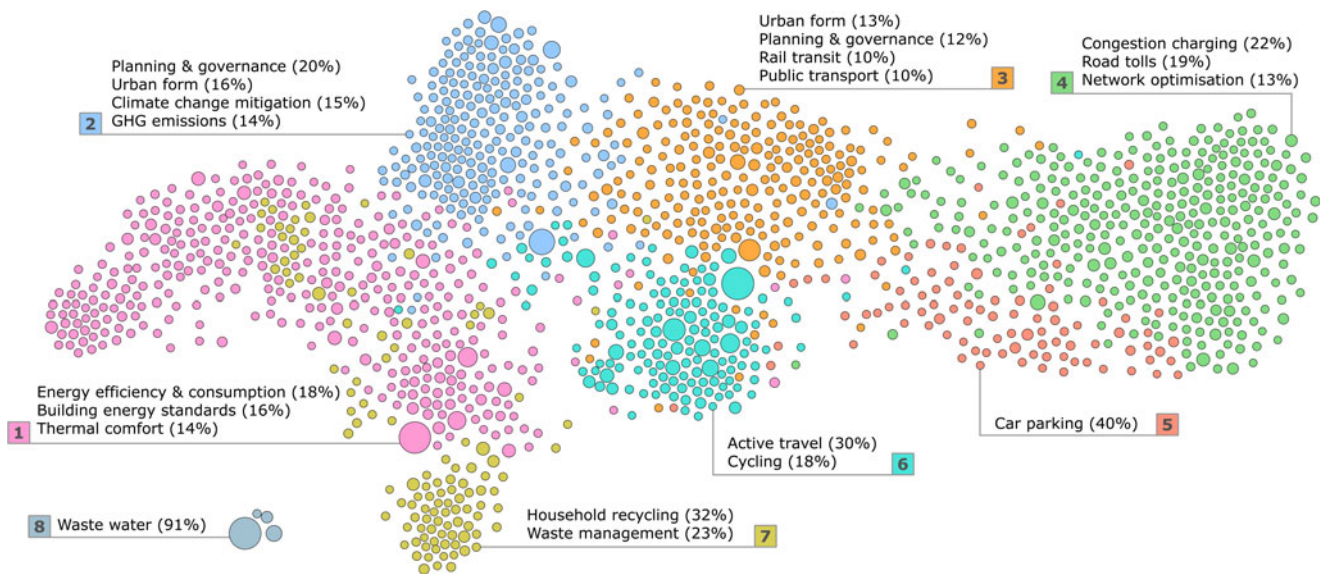 Planning & governance (20%)
Urban form (16%)
Climate change mitigation (15%)
GHG emissions (14%)
2
Urban form (13%)
Planning & governance (12%)
Rail transit (10%)
Public transport (10%)
3
Congestion charging (22%)
Road tolls (19%)
Network optimisation (13%)
4
Energy efficiency & consumption (18%)
Building energy standards (16%)
Thermal comfort (14%)
1
Active travel (30%)
Cycling (18%)
6
Car parking (40%)
5
8
Waste water (91%)
Household recycling (32%)
Waste management (23%)
7